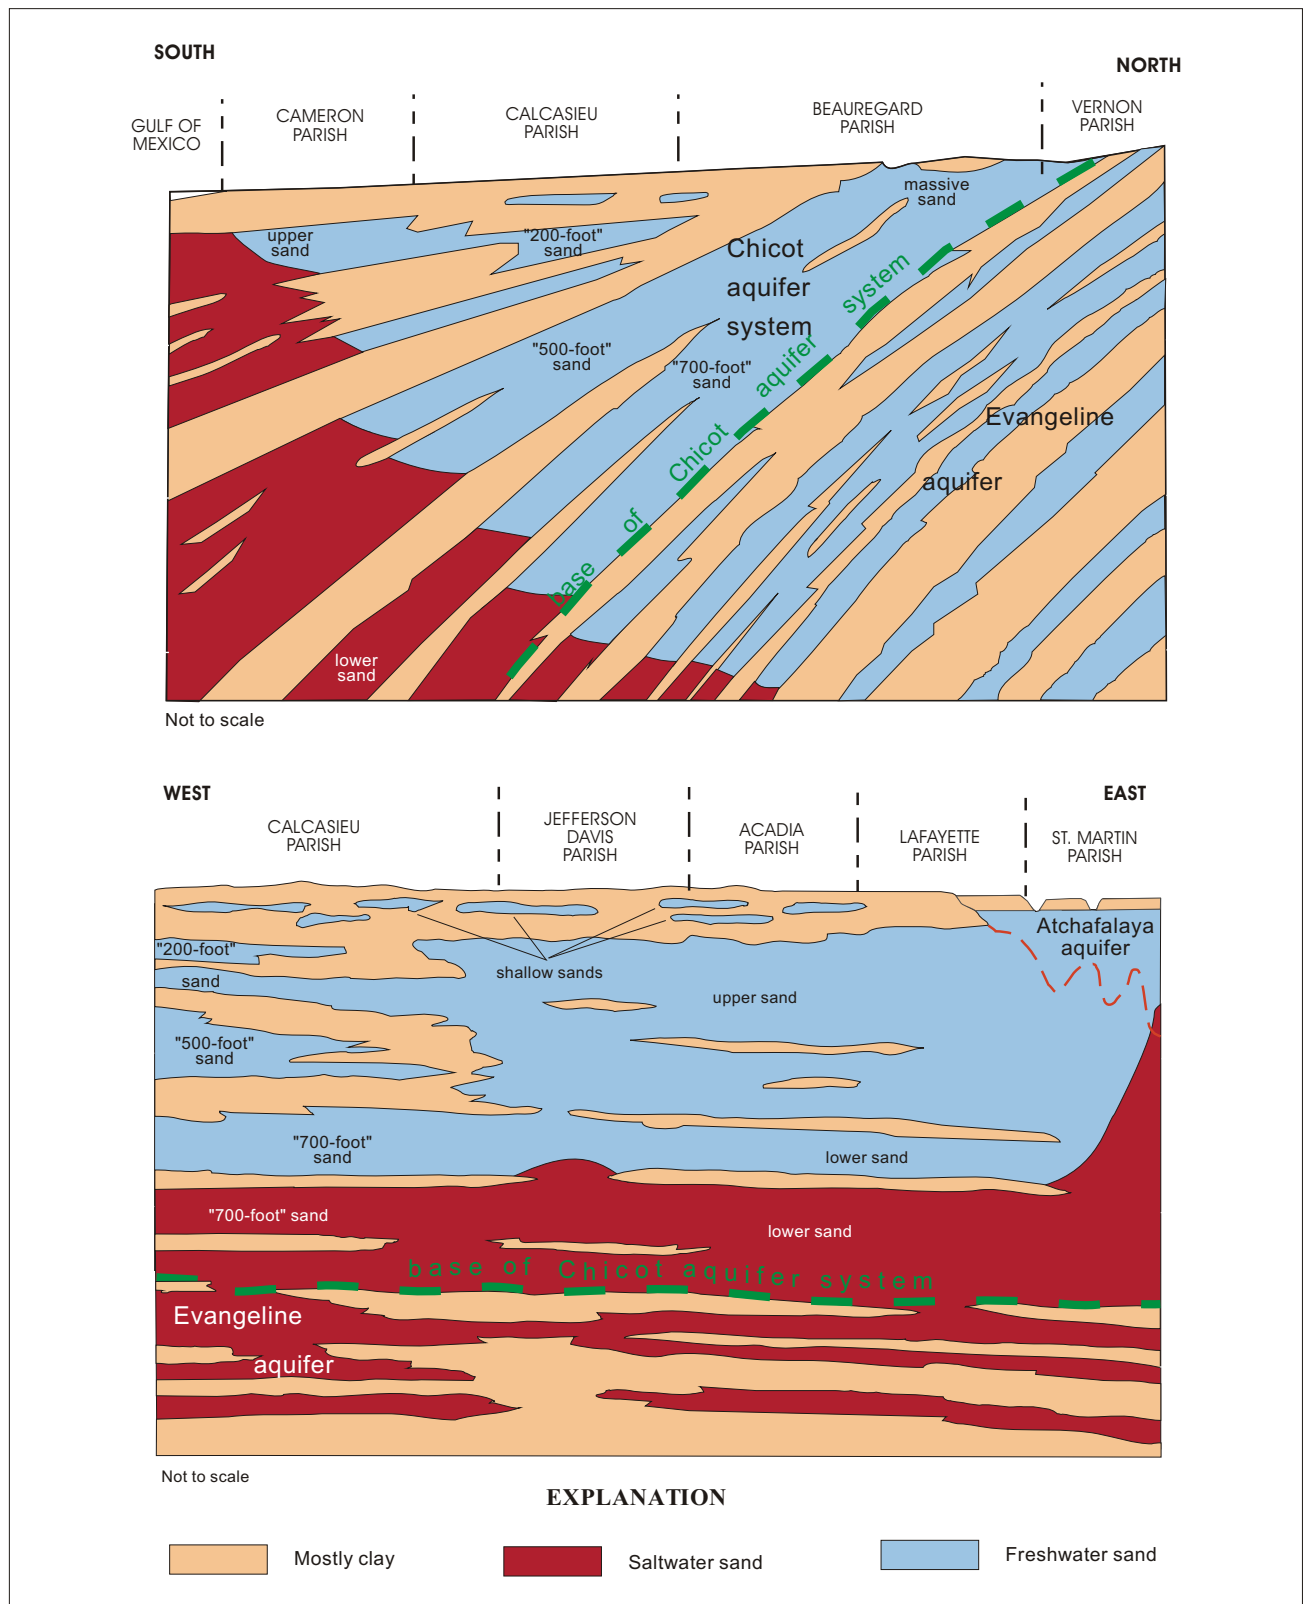 SOUTH
NORTH
GULF OF
MEXICO
CAMERON
PARISH
CALCASIEU
PARISH
BEAUREGARD
PARISH
VERNON
PARISH
massive
sand
upper
sand
"200-foot"
sand
Chicot
aquifer
system
"500-foot"
sand
"700-foot"
sand
base of Chicot aquifer system
Evangeline
aquifer
lower
sand
Not to scale
WEST
EAST
CALCASIEU
PARISH
JEFFERSON
DAVIS
PARISH
ACADIA
PARISH
LAFAYETTE
PARISH
ST. MARTIN
PARISH
Atchafalaya
aquifer
"200-foot"
sand
shallow sands
upper sand
"500-foot"
sand
"700-foot"
sand
lower sand
"700-foot" sand
lower sand
base of Chicot aquifer system
Evangeline
aquifer
Not to scale
EXPLANATION
Mostly clay
Saltwater sand
Freshwater sand